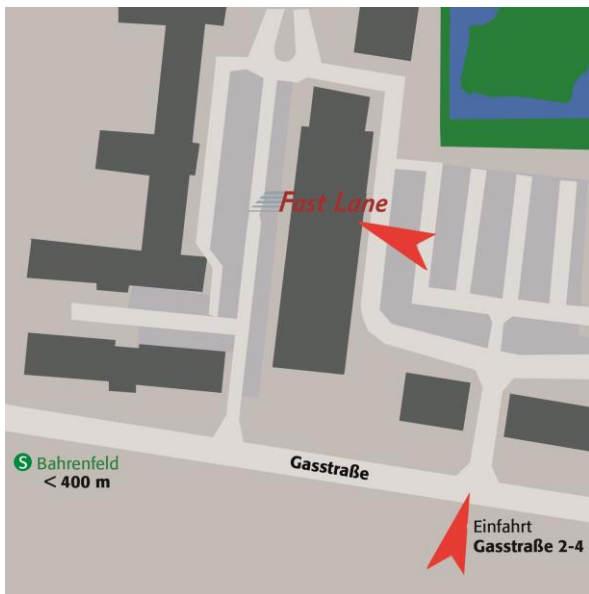 Fast Lane
Gasstraße
S Bahrenfeld
< 400 m
Einfahrt
Gasstraße 2-4